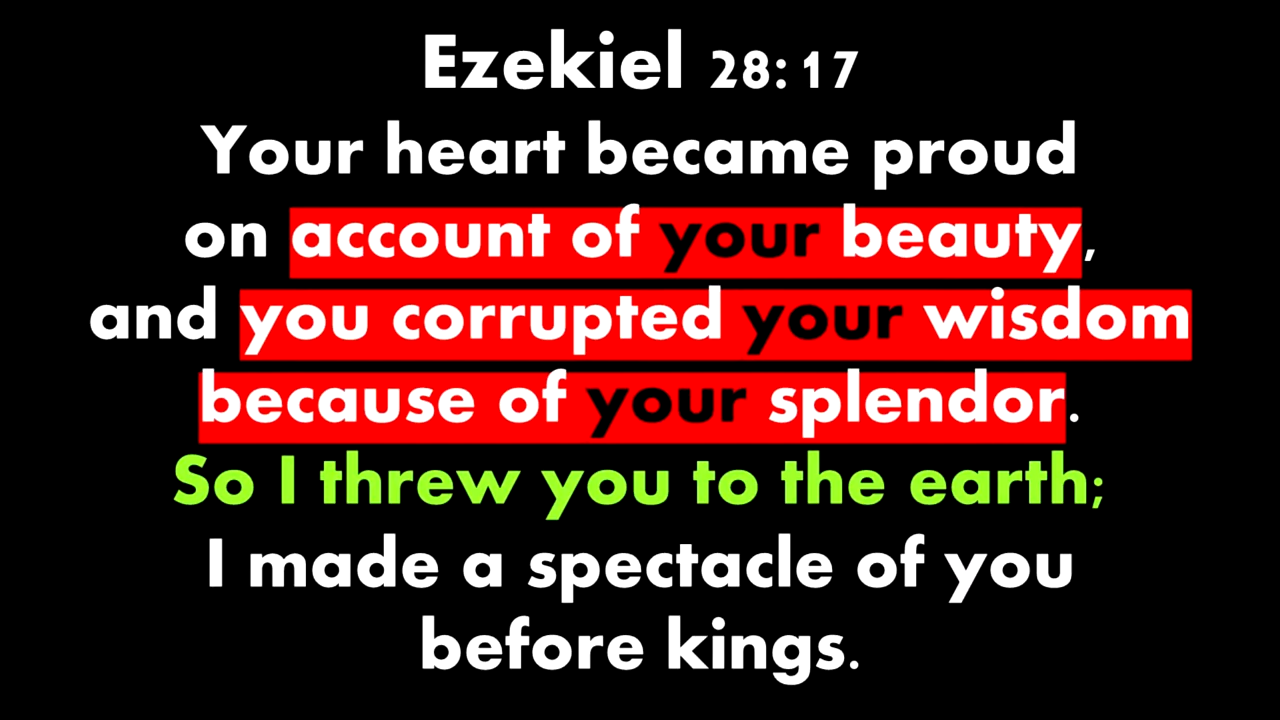 Ezekiel 28:17
Your heart became proud
on account of your beauty,
and you corrupted your wisdom
because of your splendor.
So I threw you to the earth;
I made a spectacle of you
before kings.